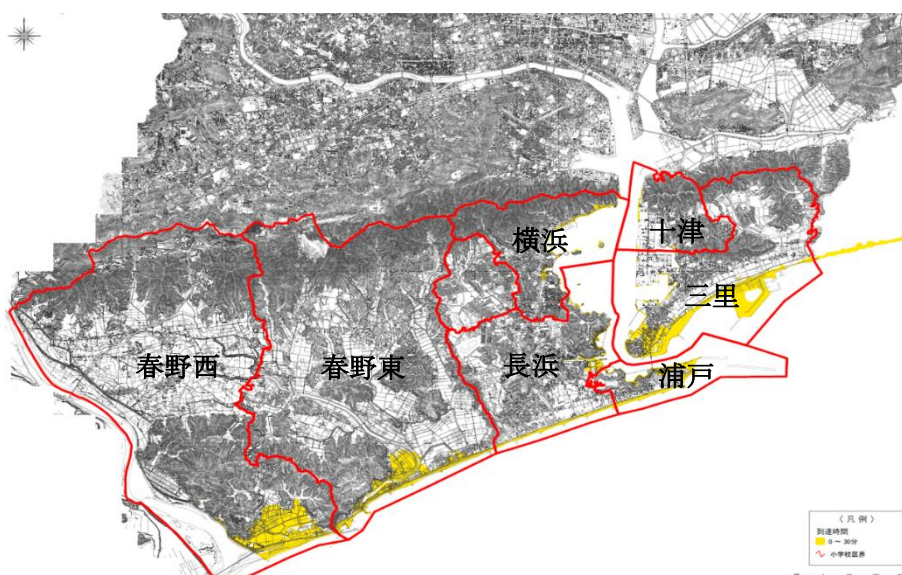 横浜
十津
三里
春野西
春野東
長浜
浦戸
〈凡例〉
到達時間
0～30分
小学校区界